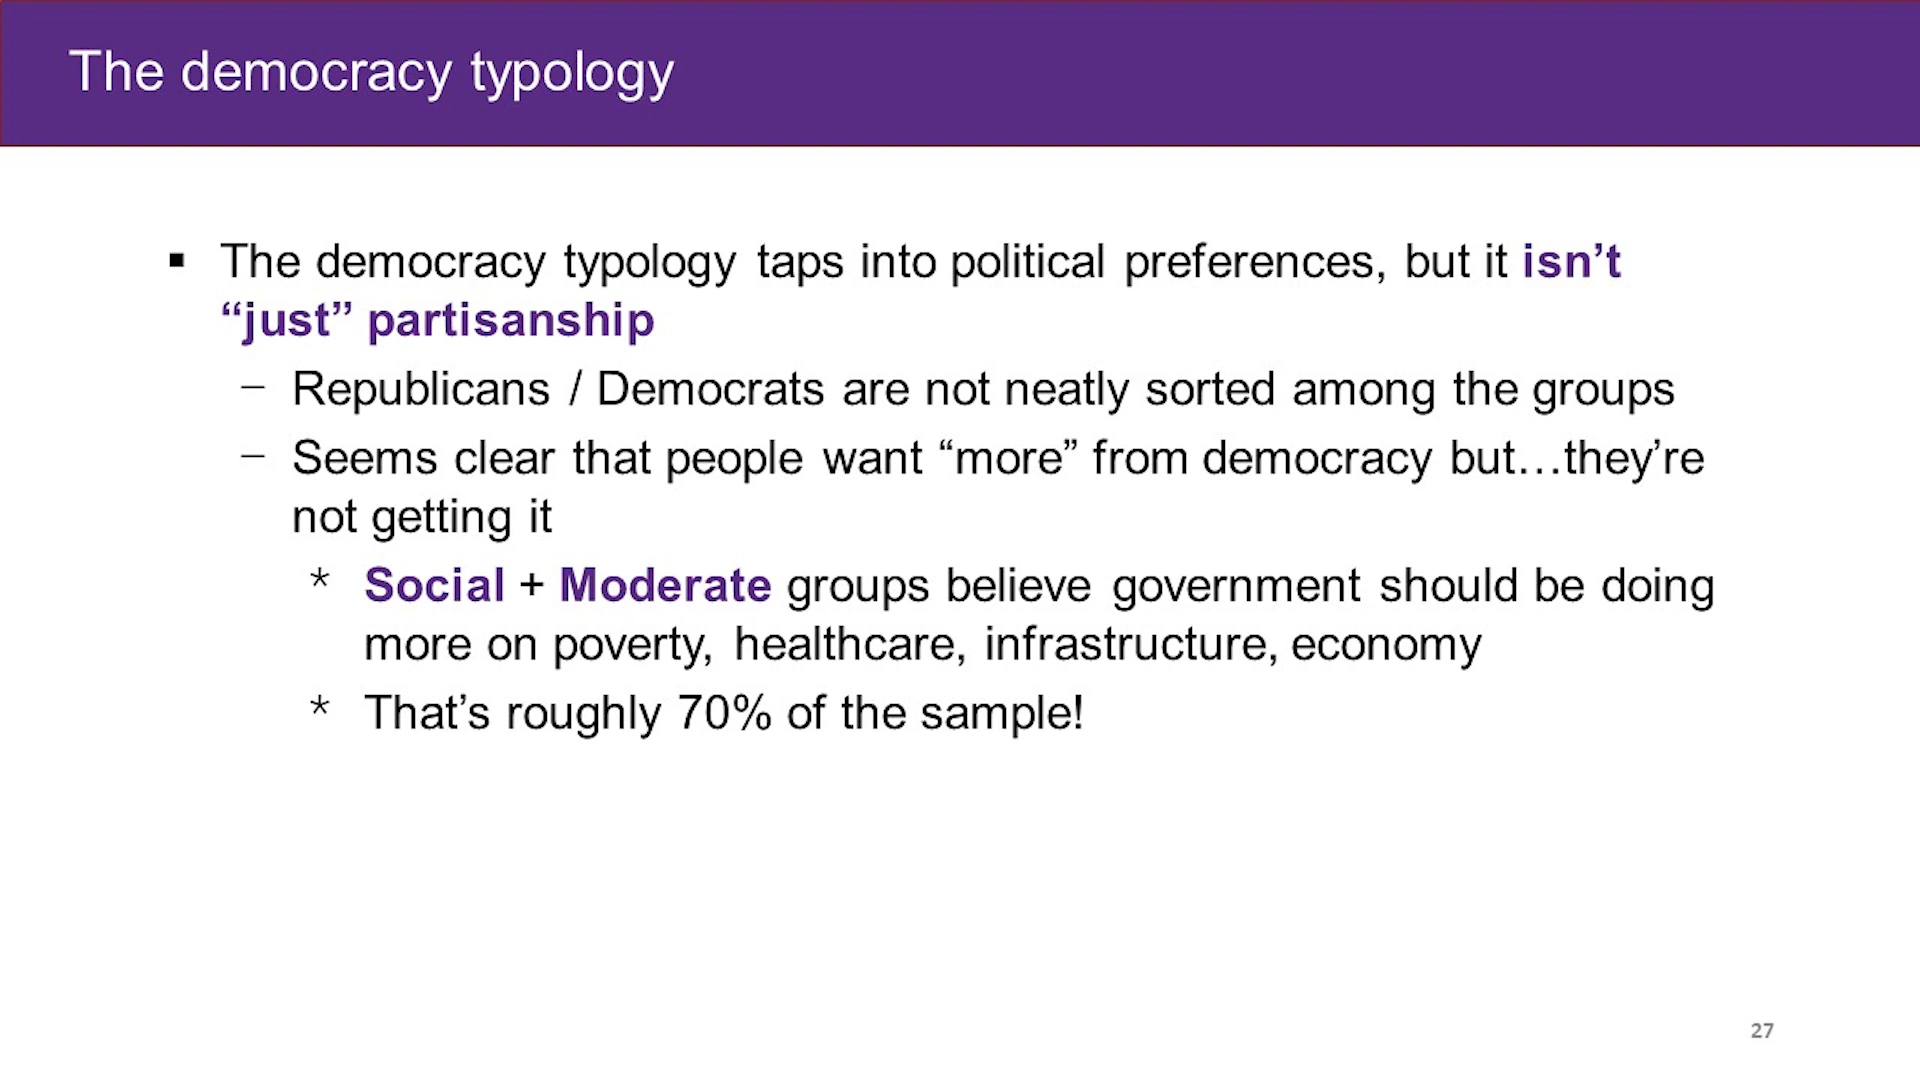 The democracy typology
▪ The democracy typology taps into political preferences, but it isn’t
“just” partisanship
– Republicans / Democrats are not neatly sorted among the groups
– Seems clear that people want “more” from democracy but…they’re
not getting it
* Social + Moderate groups believe government should be doing
more on poverty, healthcare, infrastructure, economy
* That’s roughly 70% of the sample!
27